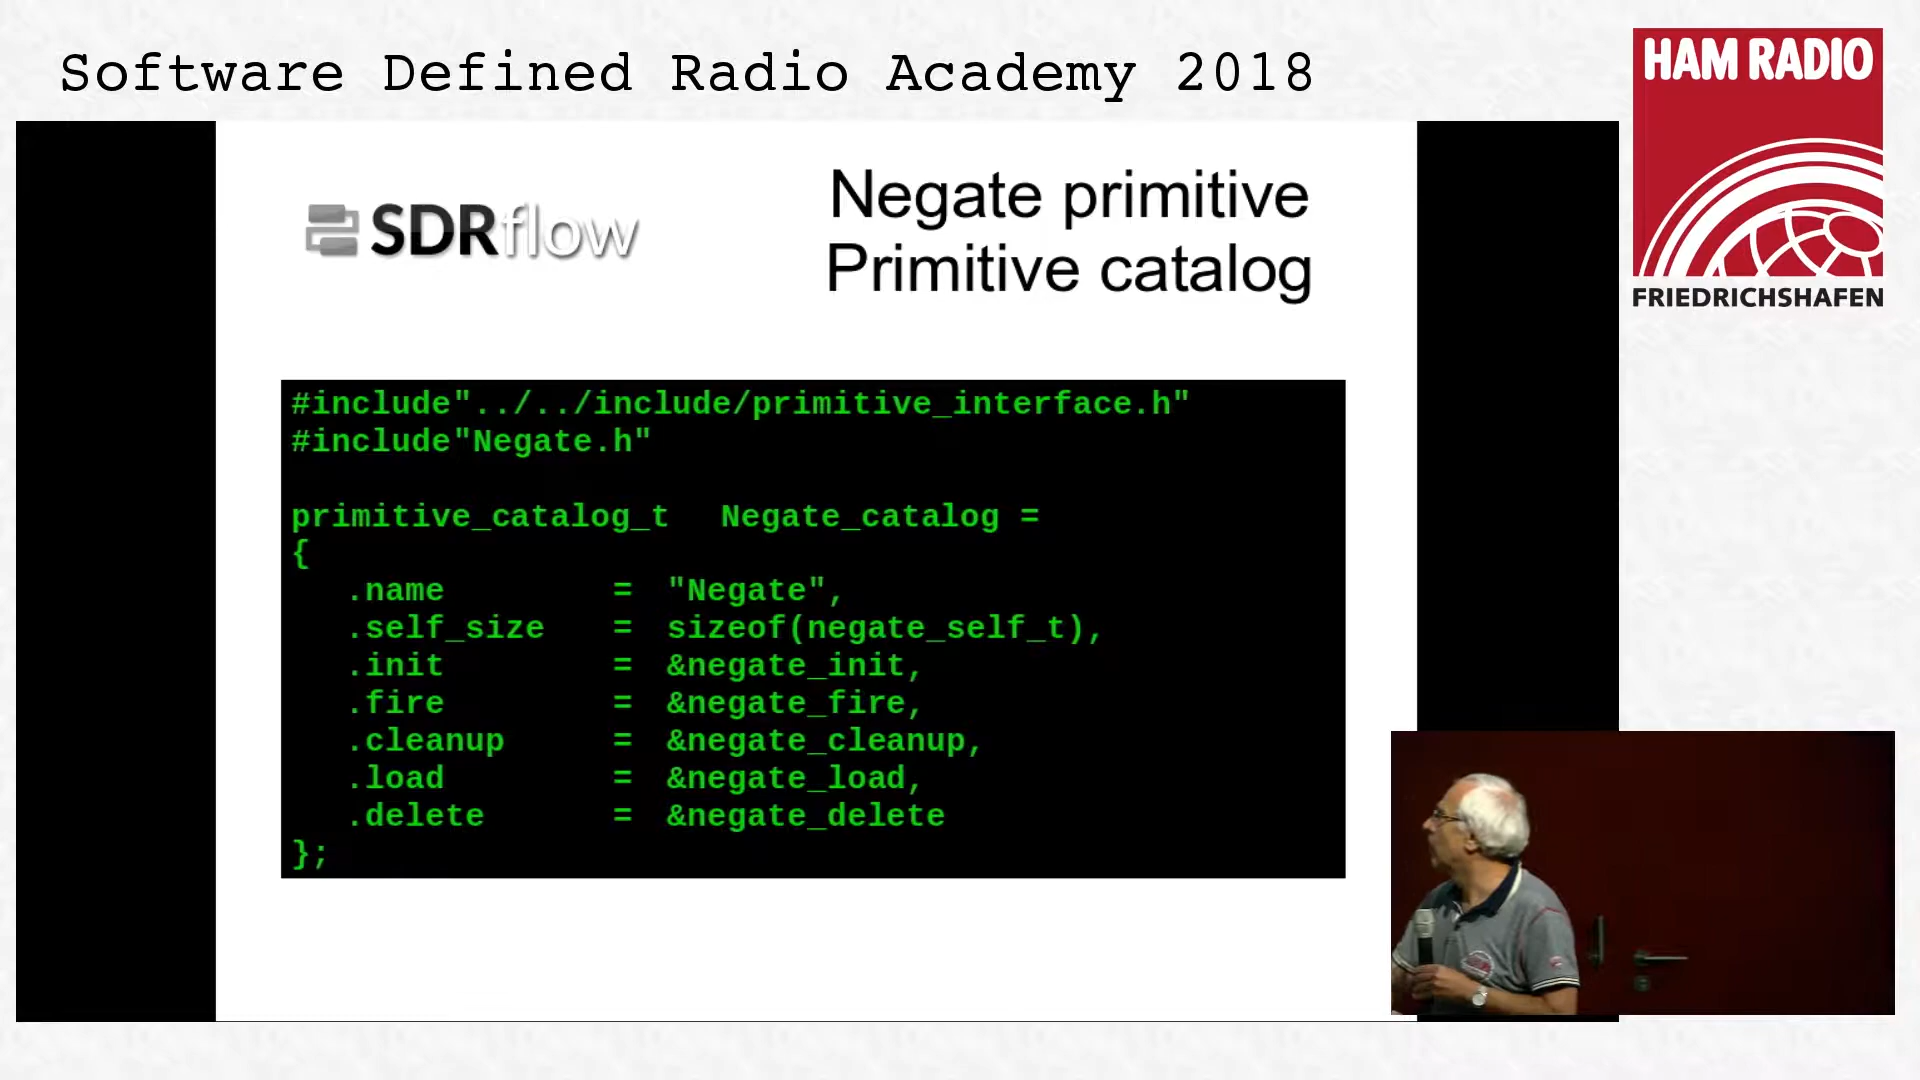 Software Defined Radio Academy 2018
HAM RADIO
FRIEDRICHSHAFEN
SDRflow
Negate primitive
Primitive catalog
#include"../../include/primitive_interface.h"
#include"Negate.h"
primitive_catalog_t Negate_catalog =
{
.name = "Negate",
.self_size = sizeof(negate_self_t),
.init = &negate_init,
.fire = &negate_fire,
.cleanup = &negate_cleanup,
.load = &negate_load,
.delete = &negate_delete
};